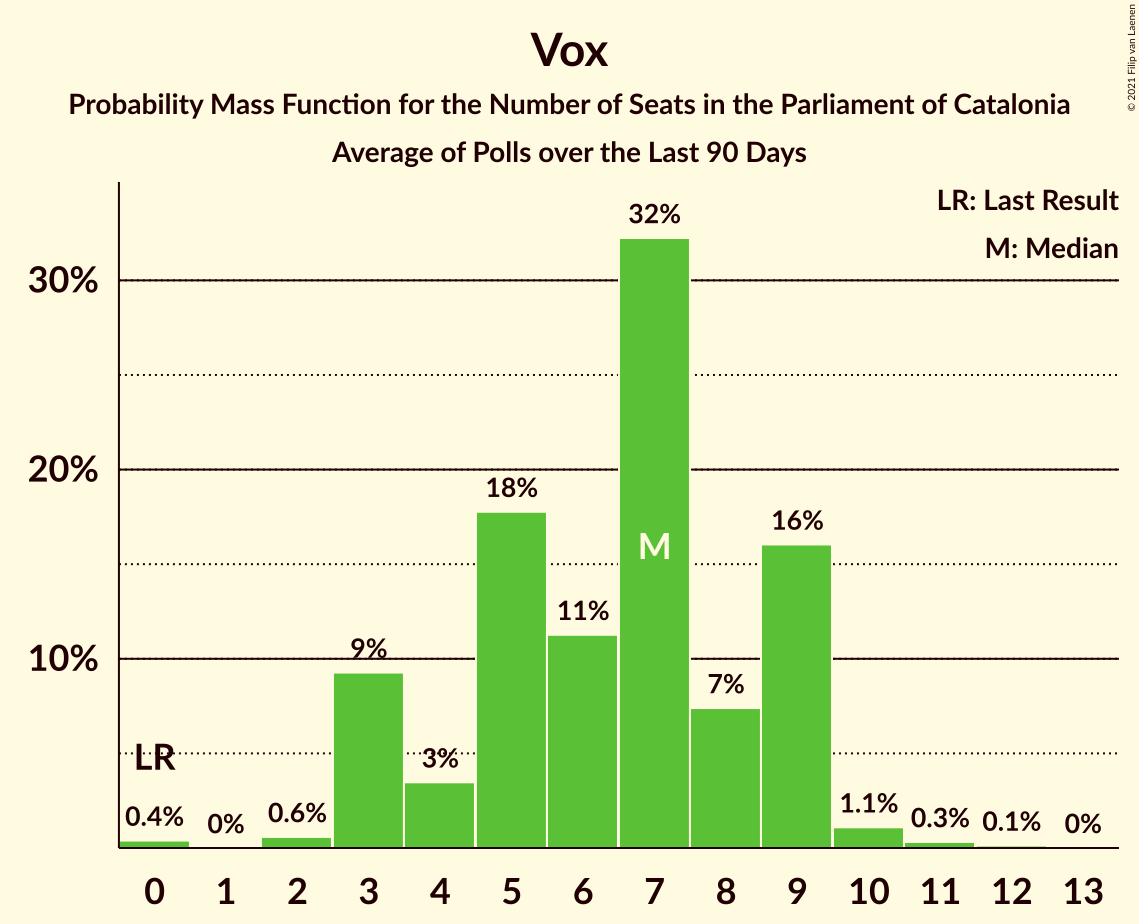 Vox
Probability Mass Function for the Number of Seats in the Parliament of Catalonia
Average of Polls over the Last 90 Days
© 2021 Filip van Laenen
LR: Last Result
M: Median
30%
20%
10%
LR
0.4%
0%
0.6%
9%
3%
18%
11%
32%
M
7%
16%
1.1%
0.3%
0.1%
0%
0 1 2 3 4 5 6 7 8 9 10 11 12 13